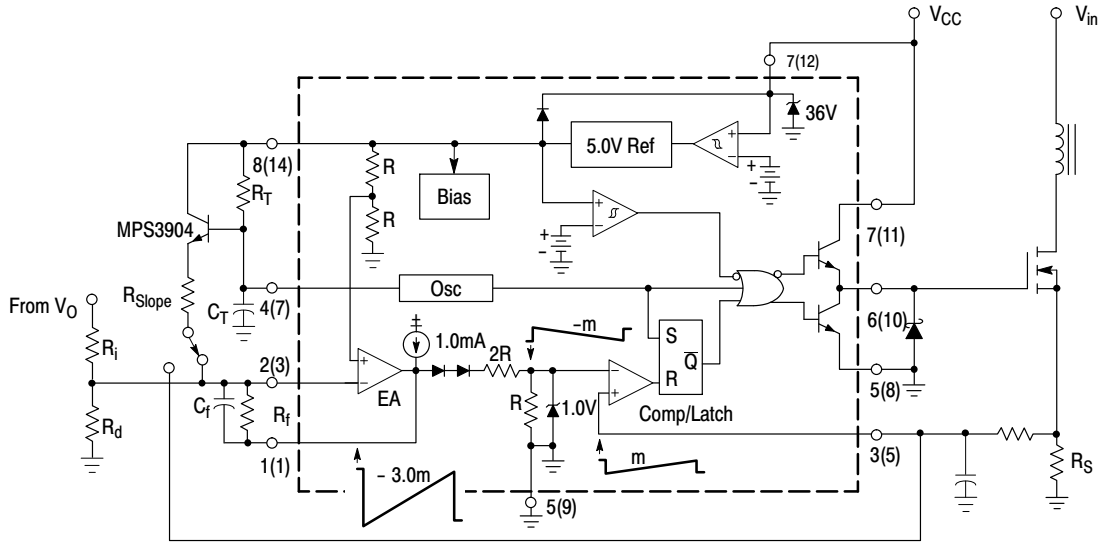 VCC
Vin
7(12)
36V
8(14)
R
5.0V Ref
+
−
+
-
RT
Bias
R
+
−
+
-
MPS3904
7(11)
RSlope
From VO
CT
4(7)
Osc
6(10)
Ri
1.0mA
−m
2R
S
Q
R
2(3)
+
−
EA
−
+
5(8)
Cf
Rf
R
1.0V
Comp/Latch
Rd
1(1)
m
3(5)
RS
- 3.0m
5(9)